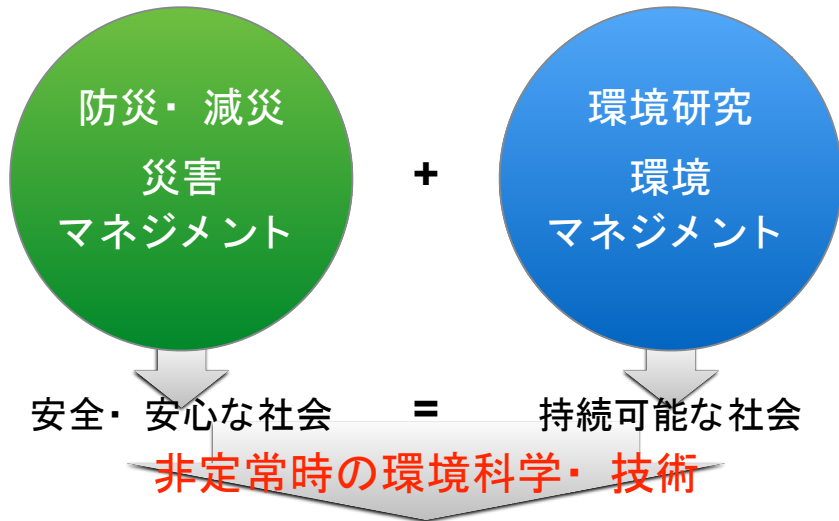 防災・ 減災
災害
マネジメント
+
環境研究
環境
マネジメント
安全・ 安心な社会
=
持続可能な社会
非定常時の環境科学・ 技術